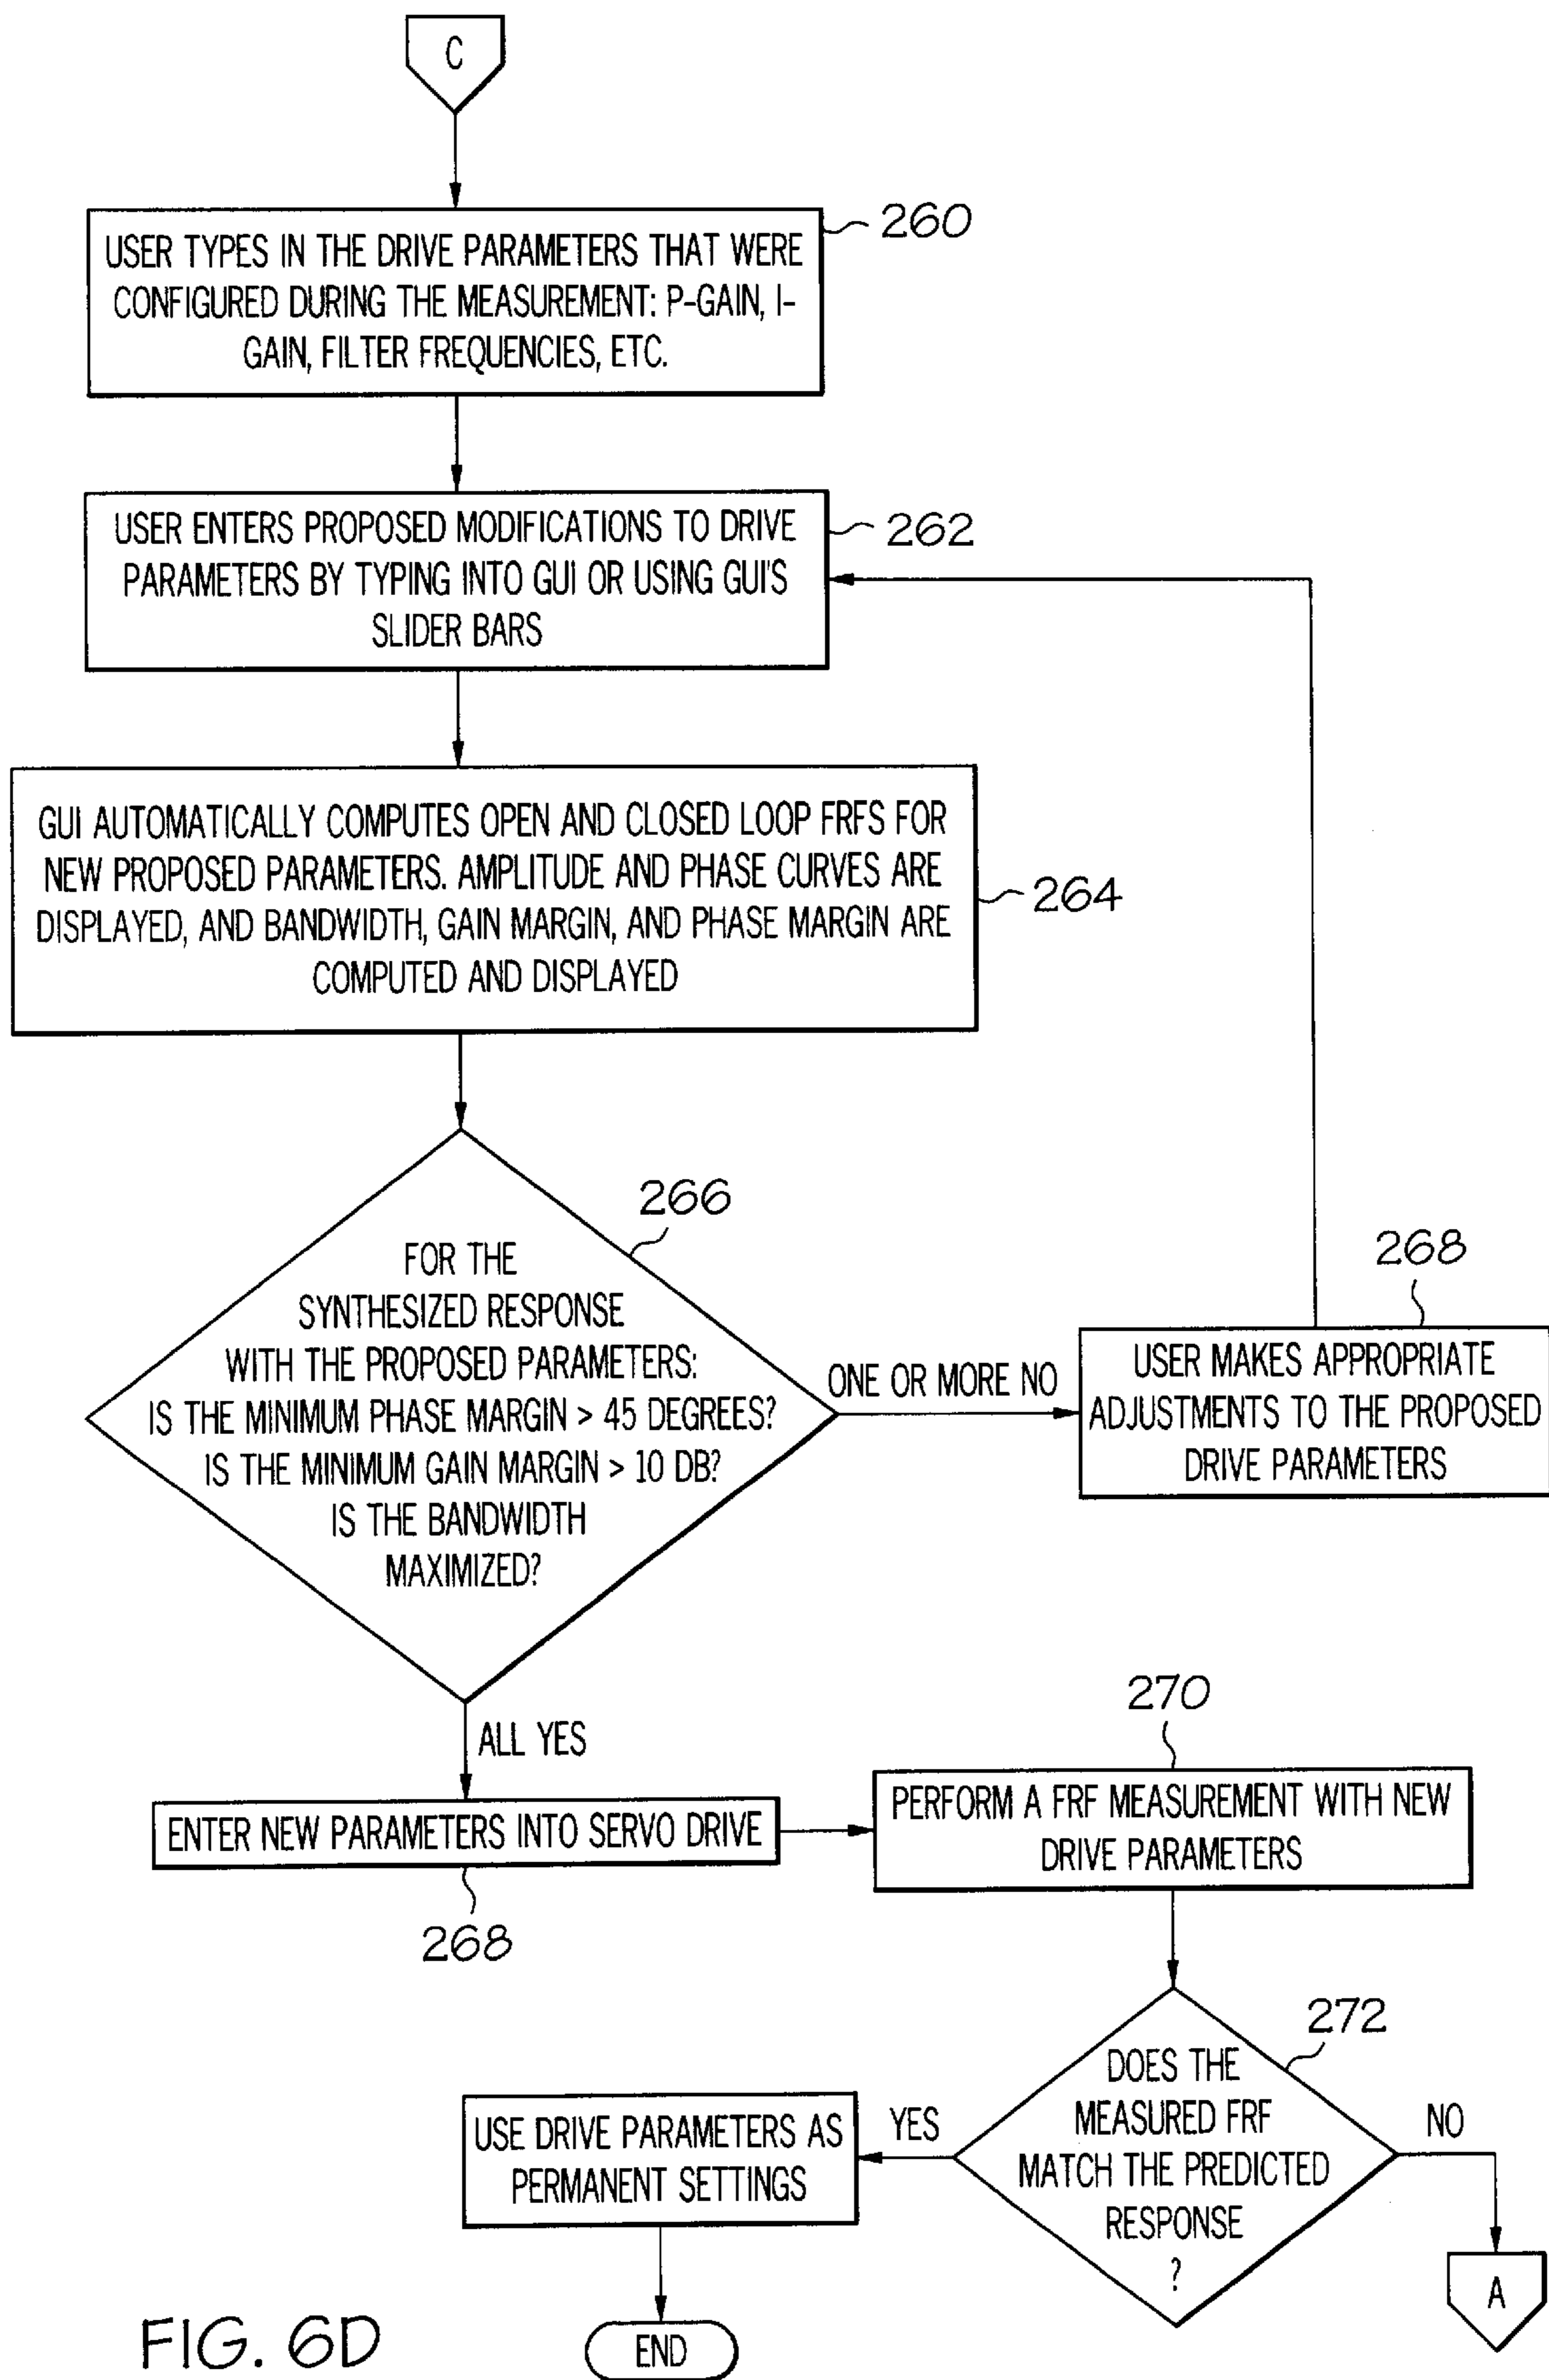 C
260
USER TYPES IN THE DRIVE PARAMETERS THAT WERE
CONFIGURED DURING THE MEASUREMENT: P-GAIN, I-
GAIN, FILTER FREQUENCIES, ETC.
262
USER ENTERS PROPOSED MODIFICATIONS TO DRIVE
PARAMETERS BY TYPING INTO GUI OR USING GUI'S
SLIDER BARS
GUI AUTOMATICALLY COMPUTES OPEN AND CLOSED LOOP FRFS FOR
NEW PROPOSED PARAMETERS. AMPLITUDE AND PHASE CURVES ARE
DISPLAYED, AND BANDWIDTH, GAIN MARGIN, AND PHASE MARGIN ARE
COMPUTED AND DISPLAYED
264
266
FOR THE
SYNTHESIZED RESPONSE
WITH THE PROPOSED PARAMETERS:
IS THE MINIMUM PHASE MARGIN > 45 DEGREES?
IS THE MINIMUM GAIN MARGIN > 10 DB?
IS THE BANDWIDTH
MAXIMIZED?
ONE OR MORE NO
268
USER MAKES APPROPRIATE
ADJUSTMENTS TO THE PROPOSED
DRIVE PARAMETERS
ALL YES
ENTER NEW PARAMETERS INTO SERVO DRIVE
268
270
PERFORM A FRF MEASUREMENT WITH NEW
DRIVE PARAMETERS
272
DOES THE
MEASURED FRF
MATCH THE PREDICTED
RESPONSE
?
YES
NO
USE DRIVE PARAMETERS AS
PERMANENT SETTINGS
A
END
FIG. 6D